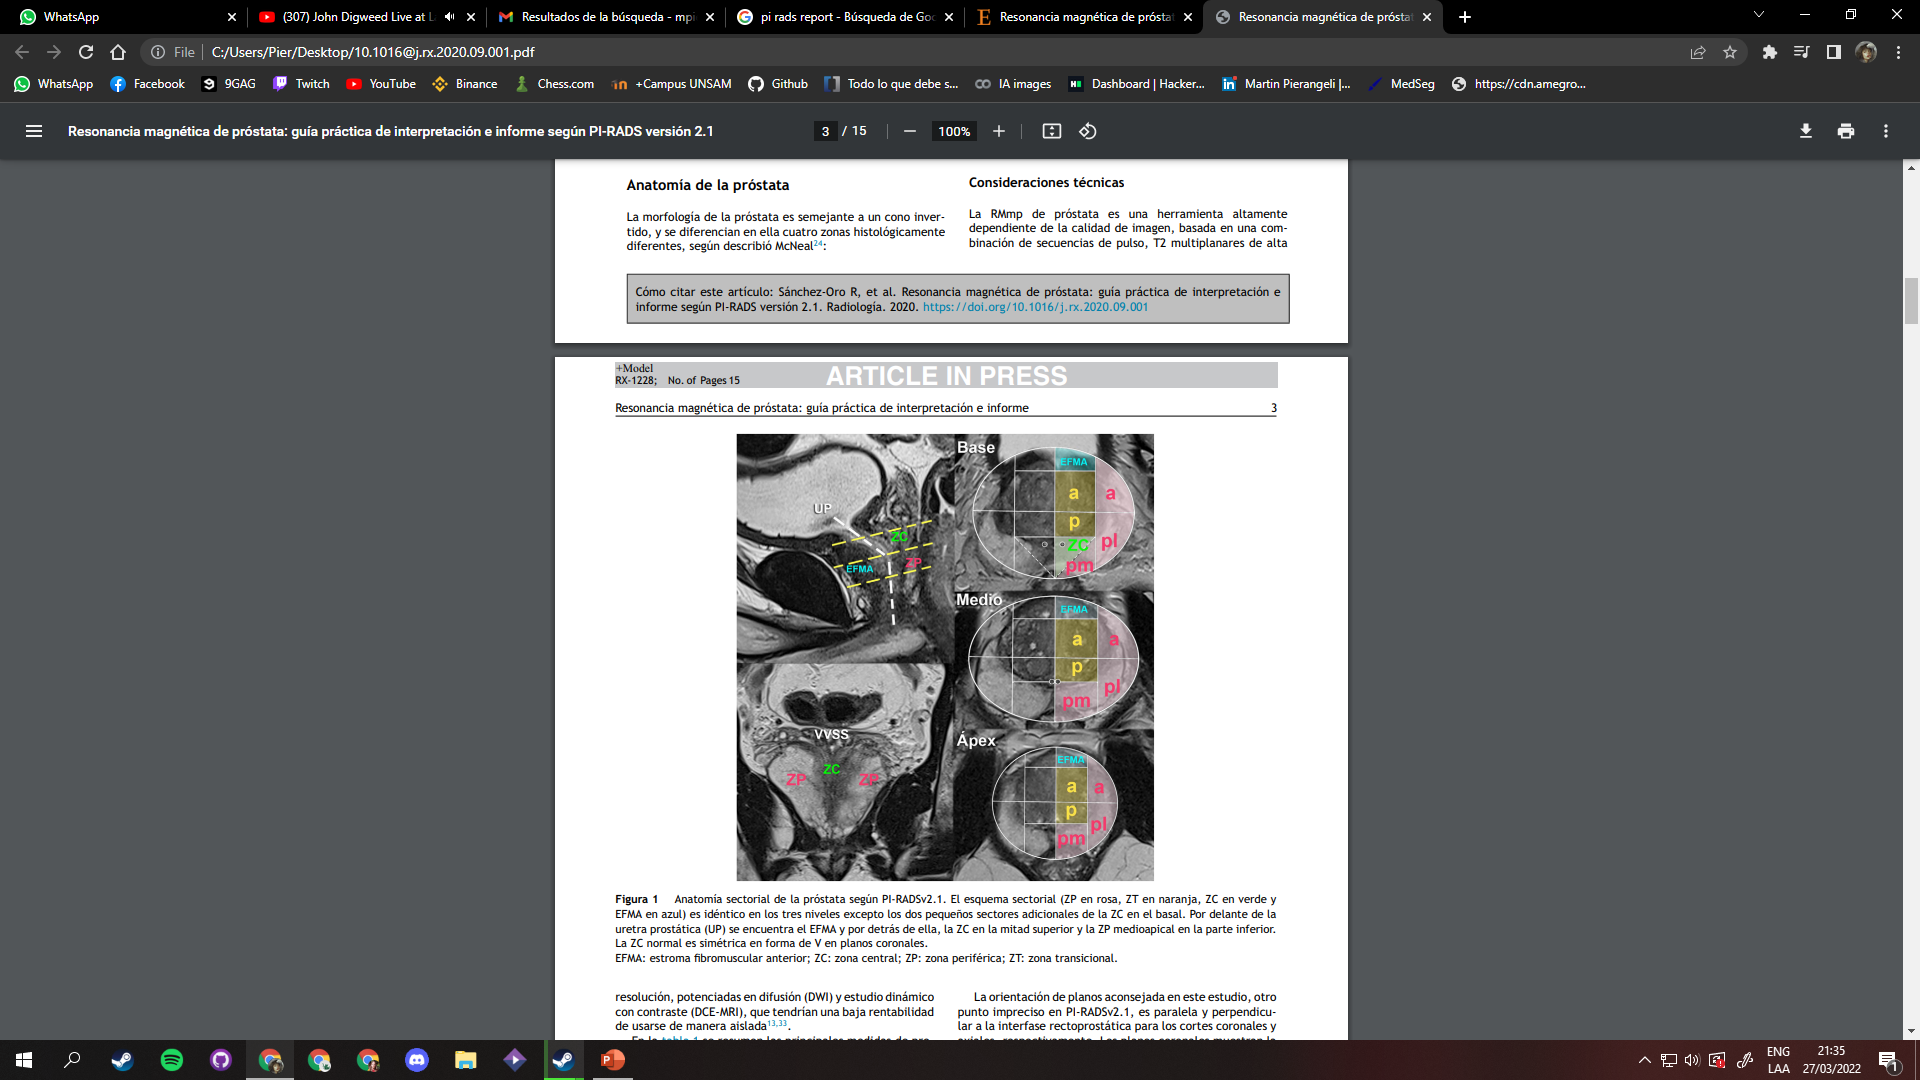 WhatsApp
(307) John Digweed Live at L
Resultados de la búsqueda - mpi
pi rads report - Búsqueda de Goo
Resonancia magnética de prósta
Resonancia magnética de prósta
File C:/Users/Pier/Desktop/10.1016@j.rx.2020.09.001.pdf
WhatsApp Facebook 9GAG Twitch YouTube Binance Chess.com +Campus UNSAM Github Todo lo que debe s... IA images Dashboard | Hacker... Martin Pierangeli |... MedSeg https://cdn.amegro...
Resonancia magnética de próstata: guía práctica de interpretación e informe según PI-RADS versión 2.1
3 / 15
100%
Anatomía de la próstata
La morfología de la próstata es semejante a un cono inver-
tido, y se diferencian en ella cuatro zonas histológicamente
diferentes, según describió McNeal24:
Consideraciones técnicas
La RMmp de próstata es una herramienta altamente
dependiente de la calidad de imagen, basada en una com-
binación de secuencias de pulso, T2 multiplanares de alta
Cómo citar este artículo: Sánchez-Oro R, et al. Resonancia magnética de próstata: guía práctica de interpretación e
informe según PI-RADS versión 2.1. Radiología. 2020. https://doi.org/10.1016/j.rx.2020.09.001
+Model
RX-1228; No. of Pages 15
ARTICLE IN PRESS
Resonancia magnética de próstata: guía práctica de interpretación e informe 3
UP
ZC
EFMA
ZP
VVSS
ZP
ZC
ZP
Base
EFMA
a
a
p
ZC
pl
pm
Medio
EFMA
a
a
p
pl
pm
Ápex
EFMA
a
a
p
pl
pm
Figura 1 Anatomía sectorial de la próstata según PI-RADSv2.1. El esquema sectorial (ZP en rosa, ZT en naranja, ZC en verde y
EFMA en azul) es idéntico en los tres niveles excepto los dos pequeños sectores adicionales de la ZC en el basal. Por delante de la
uretra prostática (UP) se encuentra el EFMA y por detrás de ella, la ZC en la mitad superior y la ZP medioapical en la parte inferior.
La ZC normal es simétrica en forma de V en planos coronales.
EFMA: estroma fibromuscular anterior; ZC: zona central; ZP: zona periférica; ZT: zona transicional.
resolución, potenciadas en difusión (DWI) y estudio dinámico
con contraste (DCE-MRI), que tendrían una baja rentabilidad
de usarse de manera aislada13,33.
La orientación de planos aconsejada en este estudio, otro
punto impreciso en PI-RADSv2.1, es paralela y perpendicu-
lar a la interfase rectoprostática para los cortes coronales y
ENG
LAA
21:35
27/03/2022
1